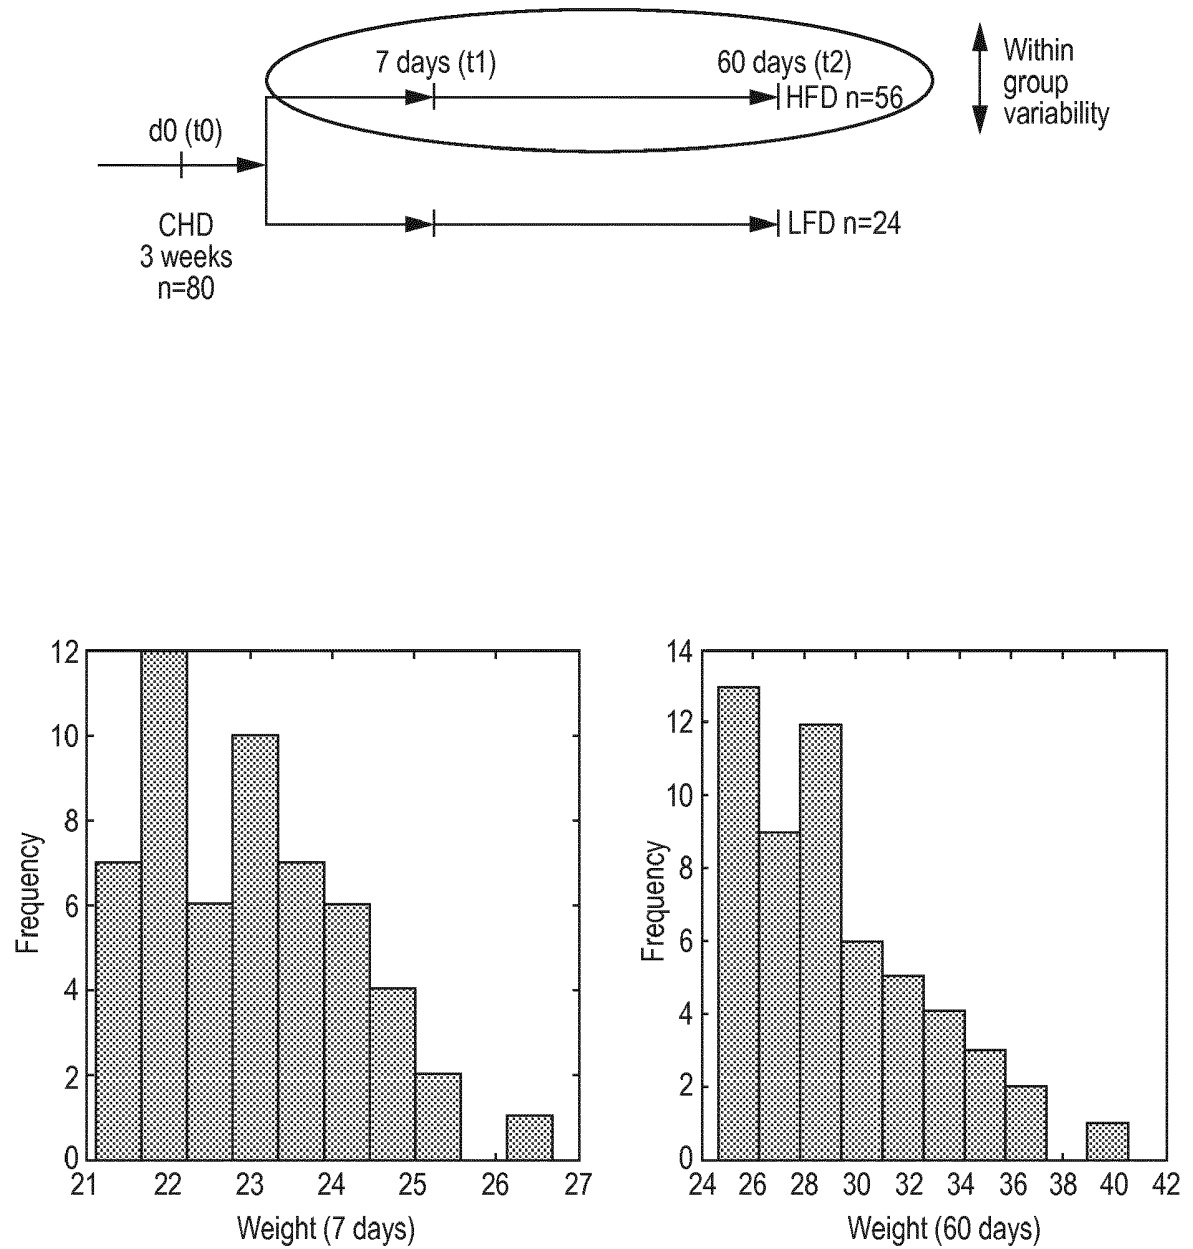 7 days (t1)
60 days (t2)
HFD n=56
Within
group
variability
d0 (t0)
CHD
3 weeks
n=80
LFD n=24
12
10
8
6
4
2
0
Frequency
21 22 23 24 25 26 27
Weight (7 days)
14
12
10
8
6
4
2
0
Frequency
24 26 28 30 32 34 36 38 40 42
Weight (60 days)